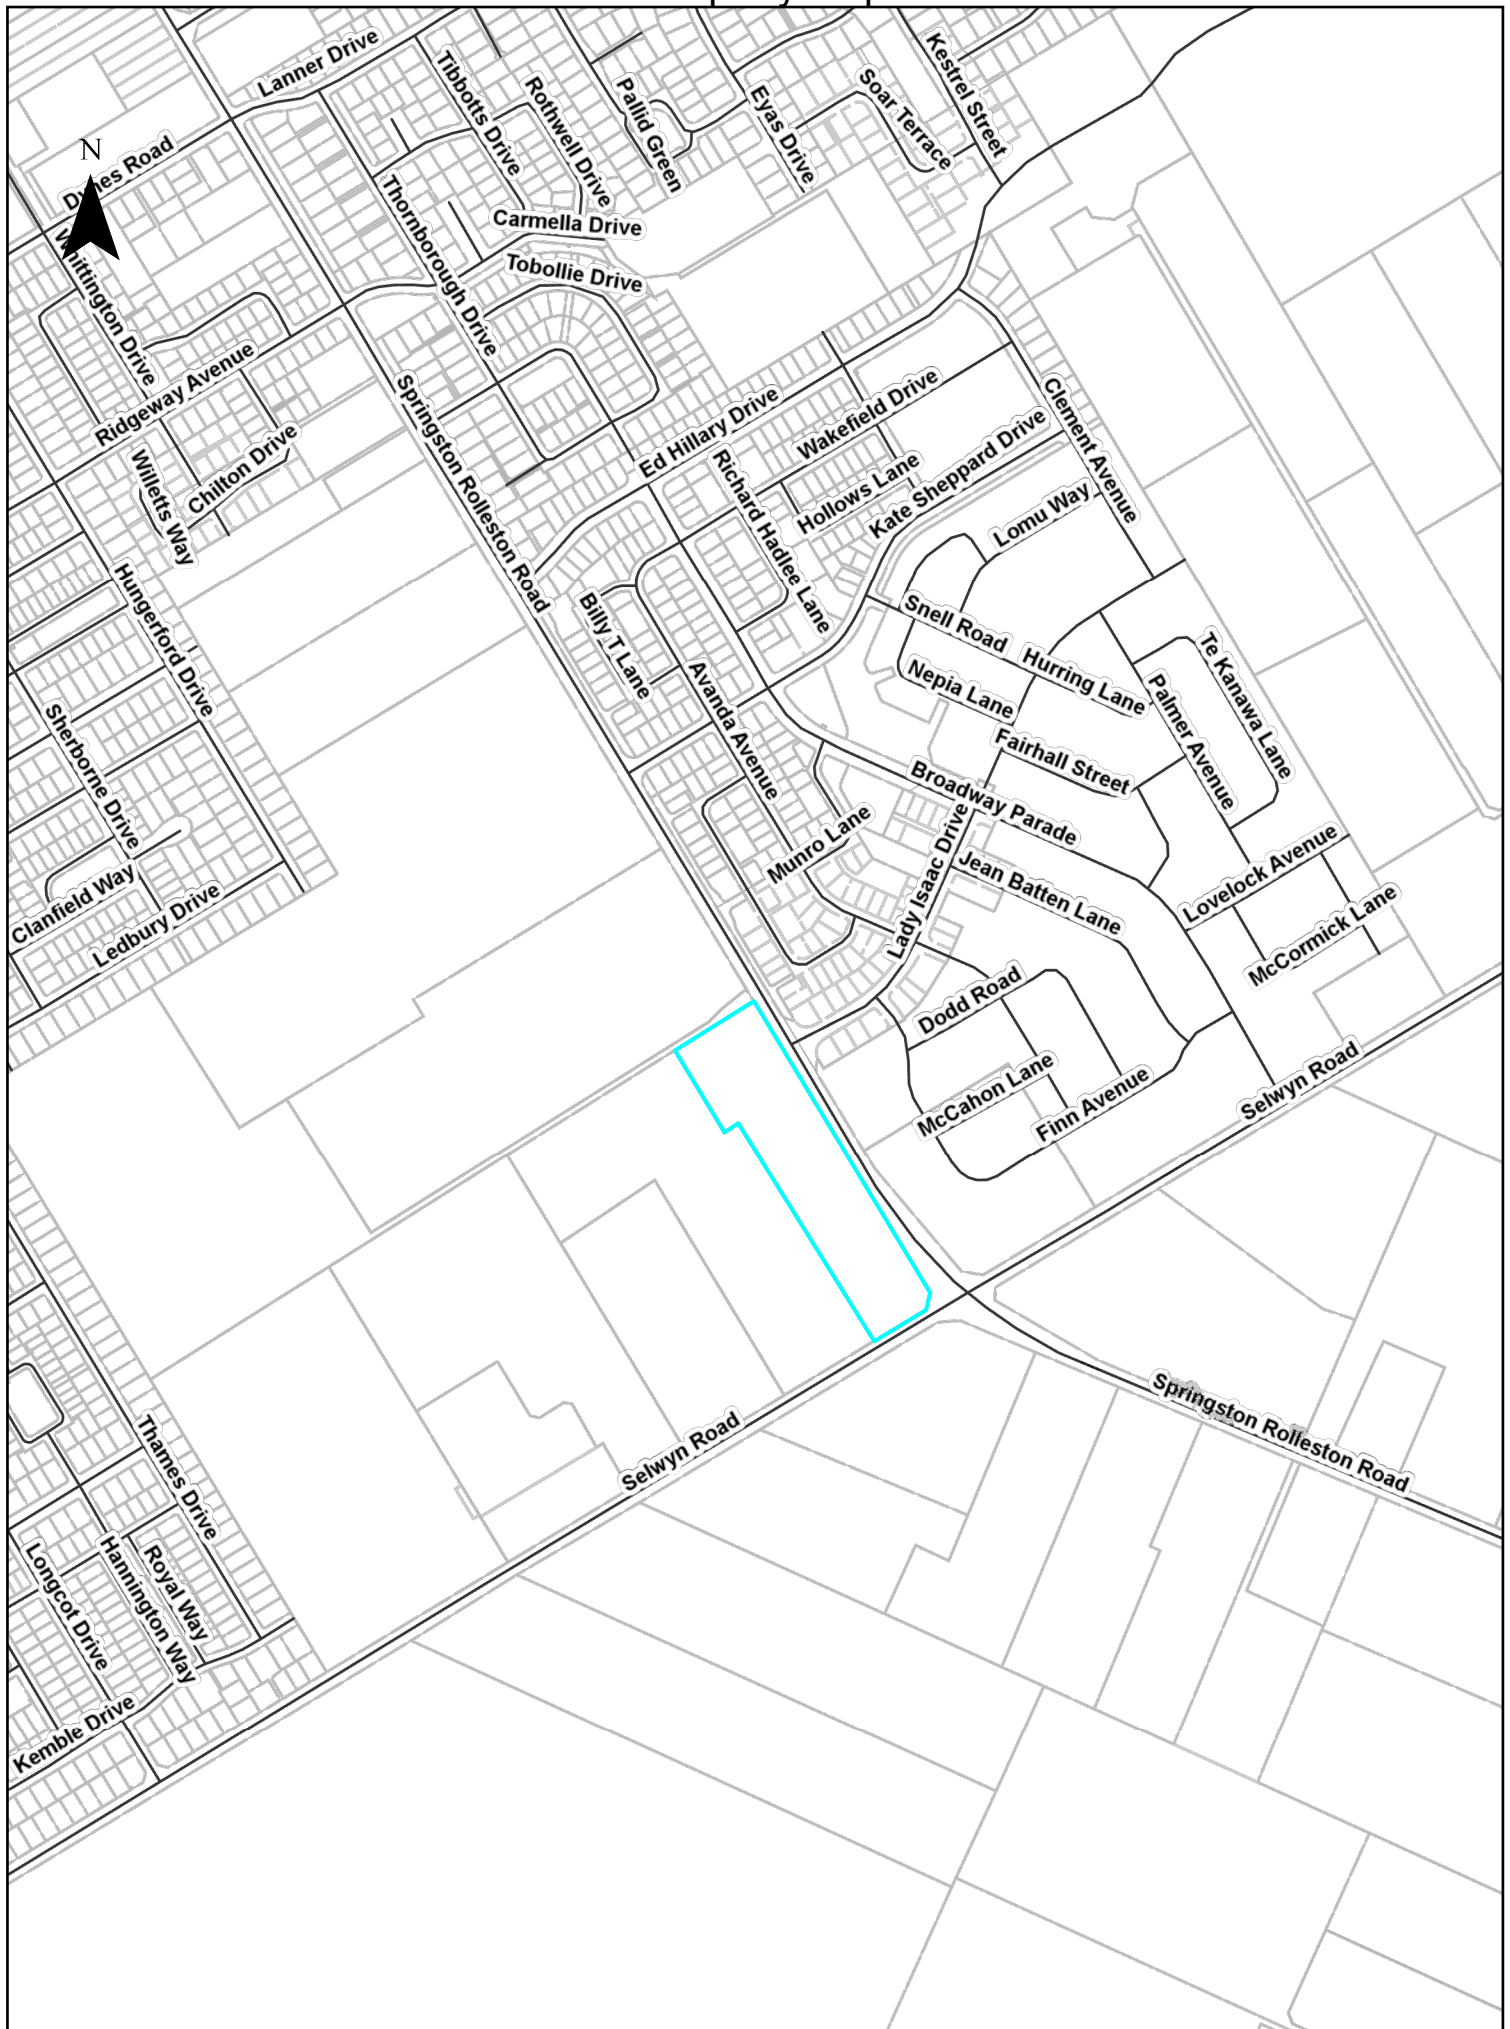 Lanner Drive
Tibbotts Drive
Rothwell Drive
Pallid Green
Eyas Drive
Soar Terrace
Kestrel Street
N
Dynes Road
Whittington Drive
Thornborough Drive
Carmella Drive
Tobollie Drive
Ridgeway Avenue
Willetts Way
Chilton Drive
Springston Rolleston Road
Ed Hillary Drive
Wakefield Drive
Clement Avenue
Richard Hadlee Lane
Hollows Lane
Kate Sheppard Drive
Lomu Way
Hungerford Drive
Billy T Lane
Snell Road
Hurring Lane
Te Kanawa Lane
Avanda Avenue
Nepia Lane
Palmer Avenue
Sherborne Drive
Fairhall Street
Broadway Parade
Munro Lane
Lady Isaac Drive
Jean Batten Lane
Lovelock Avenue
Clanfield Way
Ledbury Drive
McCormick Lane
Dodd Road
McCahon Lane
Finn Avenue
Selwyn Road
Springston Rolleston Road
Selwyn Road
Thames Drive
Longcot Drive
Hannington Way
Royal Way
Kemble Drive